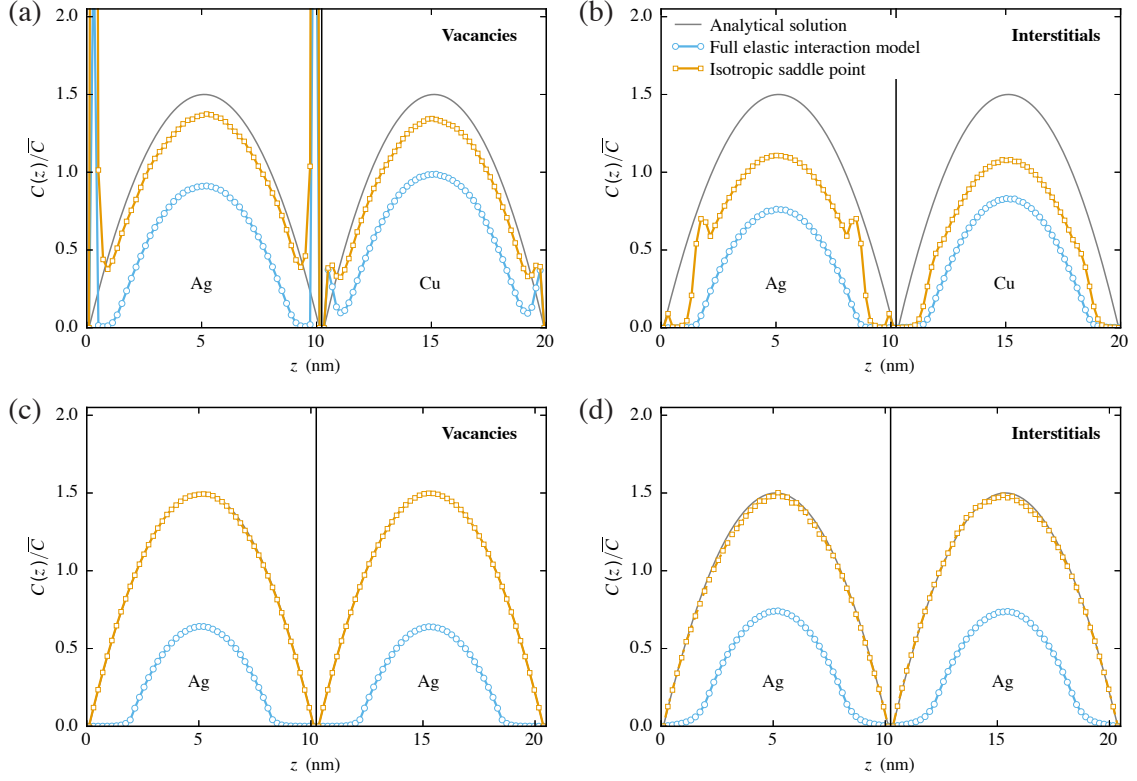 (a)
Vacancies
2.0
1.5
1.0
0.5
0.0
C(z)/C̅
Ag
Cu
0
5
10
15
20
z (nm)
(b)
Analytical solution
Full elastic interaction model
Isotropic saddle point
Interstitials
2.0
1.5
1.0
0.5
0.0
C(z)/C̅
Ag
Cu
0
5
10
15
20
z (nm)
(c)
Vacancies
2.0
1.5
1.0
0.5
0.0
C(z)/C̅
Ag
Ag
0
5
10
15
20
z (nm)
(d)
Interstitials
2.0
1.5
1.0
0.5
0.0
C(z)/C̅
Ag
Ag
0
5
10
15
20
z (nm)